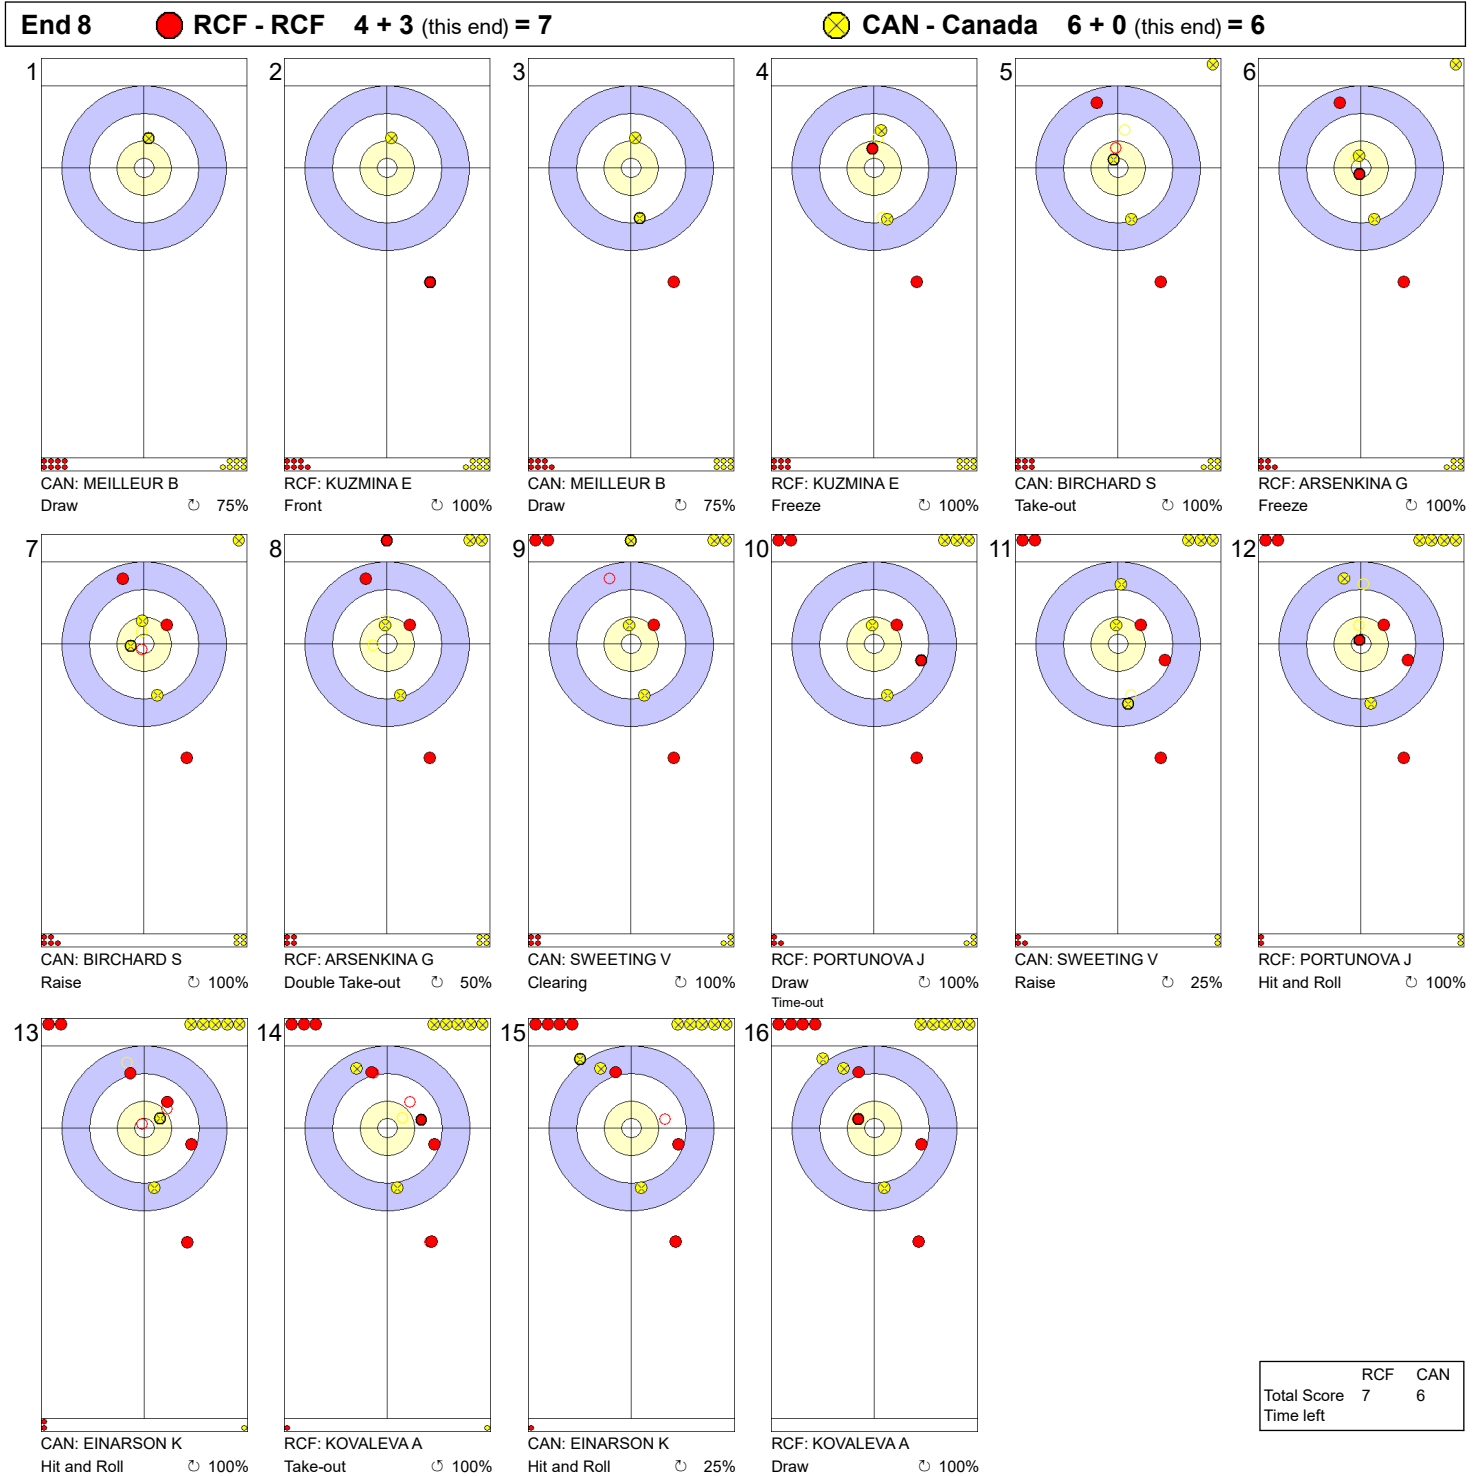 End 8 RCF - RCF 4 + 3 (this end) = 7 CAN - Canada 6 + 0 (this end) = 6
1 2 3 4 5 6
CAN: MEILLEUR B RCF: KUZMINA E CAN: MEILLEUR B RCF: KUZMINA E CAN: BIRCHARD S RCF: ARSENKINA G
Draw ↻ 75% Front ↻ 100% Draw ↻ 75% Freeze ↻ 100% Take-out ↻ 100% Freeze ↻ 100%
7 8 9 10 11 12
CAN: BIRCHARD S RCF: ARSENKINA G CAN: SWEETING V RCF: PORTUNOVA J CAN: SWEETING V RCF: PORTUNOVA J
Raise ↻ 100% Double Take-out ↻ 50% Clearing ↻ 100% Draw ↻ 100% Raise ↻ 25% Hit and Roll ↻ 100%
Time-out
13 14 15 16
RCF CAN
Total Score 7 6
Time left
CAN: EINARSON K RCF: KOVALEVA A CAN: EINARSON K RCF: KOVALEVA A
Hit and Roll ↻ 100% Take-out ↻ 100% Hit and Roll ↻ 25% Draw ↻ 100%